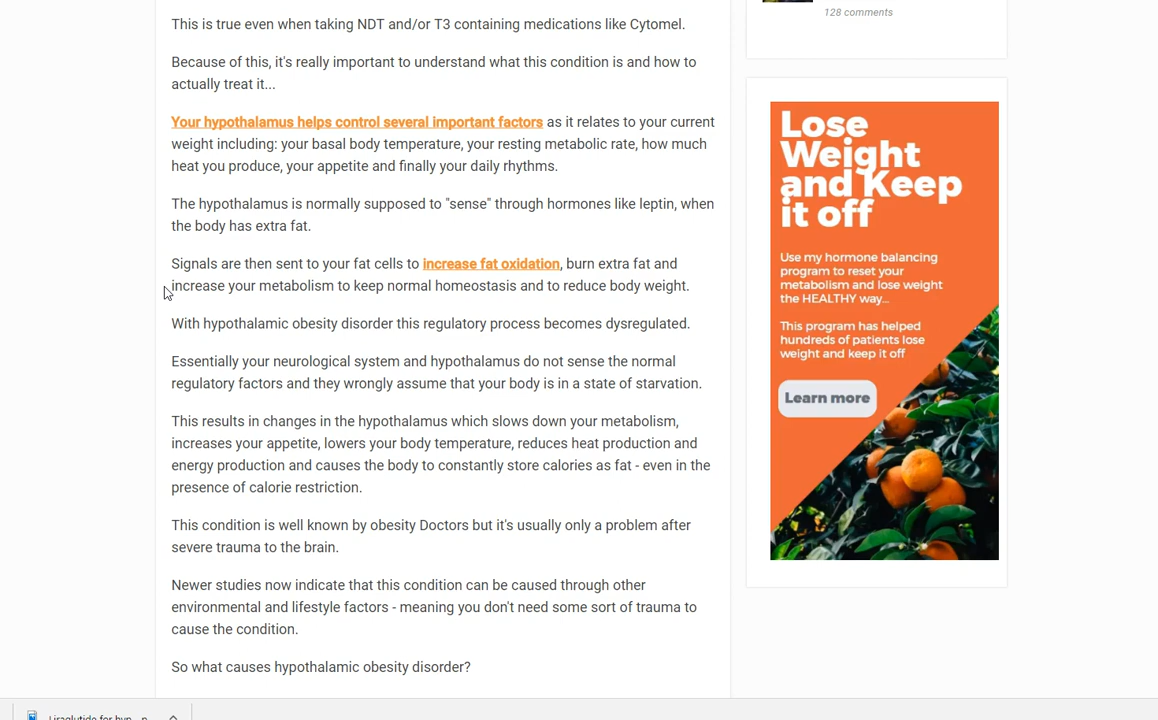 This is true even when taking NDT and/or T3 containing medications like Cytomel.
Because of this, it's really important to understand what this condition is and how to
actually treat it...
Your hypothalamus helps control several important factors as it relates to your current
weight including: your basal body temperature, your resting metabolic rate, how much
heat you produce, your appetite and finally your daily rhythms.
The hypothalamus is normally supposed to "sense" through hormones like leptin, when
the body has extra fat.
Signals are then sent to your fat cells to increase fat oxidation, burn extra fat and
increase your metabolism to keep normal homeostasis and to reduce body weight.
With hypothalamic obesity disorder this regulatory process becomes dysregulated.
Essentially your neurological system and hypothalamus do not sense the normal
regulatory factors and they wrongly assume that your body is in a state of starvation.
This results in changes in the hypothalamus which slows down your metabolism,
increases your appetite, lowers your body temperature, reduces heat production and
energy production and causes the body to constantly store calories as fat - even in the
presence of calorie restriction.
This condition is well known by obesity Doctors but it's usually only a problem after
severe trauma to the brain.
Newer studies now indicate that this condition can be caused through other
environmental and lifestyle factors - meaning you don't need some sort of trauma to
cause the condition.
So what causes hypothalamic obesity disorder?
128 comments
Lose
Weight
and Keep
it off
Use my hormone balancing
program to reset your
metabolism and lose weight
the HEALTHY way...
This program has helped
hundreds of patients lose
weight and keep it off
Learn more
Liraglutide for hyp